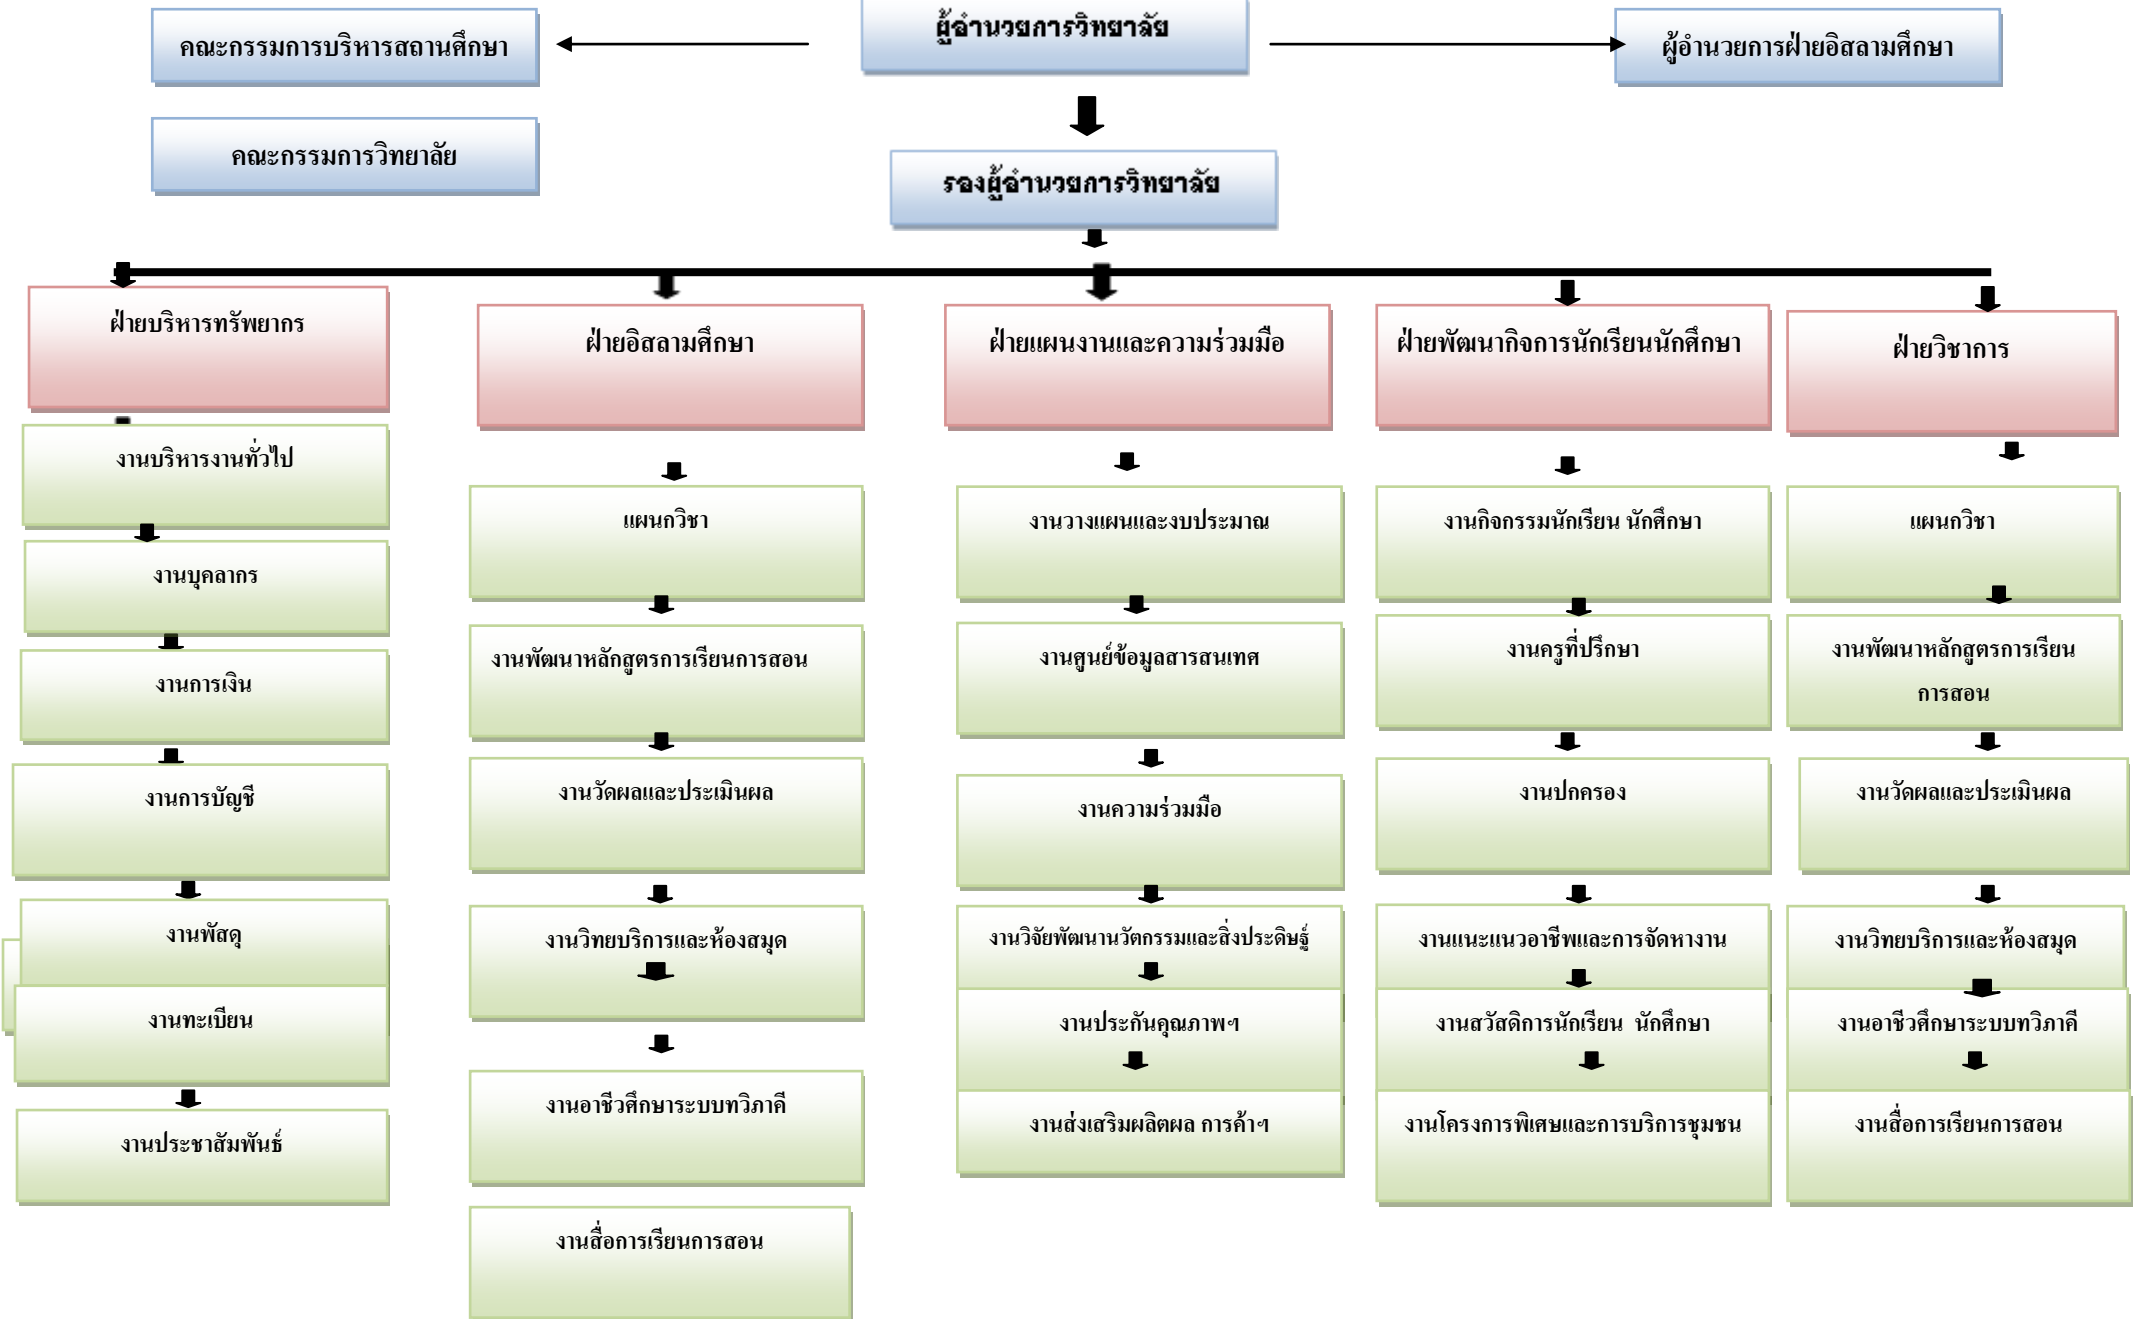 คณะกรรมการบริหารสถานศึกษา
ผู้อำนวยการวิทยาลัย
ผู้อำนวยการฝ่ายอิสลามศึกษา
คณะกรรมการวิทยาลัย
รองผู้อำนวยการวิทยาลัย
ฝ่ายบริหารทรัพยากร
งานบริหารงานทั่วไป
งานบุคลากร
งานการเงิน
งานการบัญชี
งานพัสดุ
งานทะเบียน
งานประชาสัมพันธ์
ฝ่ายอิสลามศึกษา
แผนกวิชา
งานพัฒนาหลักสูตรการเรียนการสอน
งานวัดผลและประเมินผล
งานวิทยบริการและห้องสมุด
งานอาชีวศึกษาระบบทวิภาคี
งานสื่อการเรียนการสอน
ฝ่ายแผนงานและความร่วมมือ
งานวางแผนและงบประมาณ
งานศูนย์ข้อมูลสารสนเทศ
งานความร่วมมือ
งานวิจัยพัฒนานวัตกรรมและสิ่งประดิษฐ์
งานประกันคุณภาพฯ
งานส่งเสริมผลิตผล การค้าฯ
ฝ่ายพัฒนากิจการนักเรียนนักศึกษา
งานกิจกรรมนักเรียน นักศึกษา
งานครูที่ปรึกษา
งานปกครอง
งานแนะแนวอาชีพและการจัดหางาน
งานสวัสดิการนักเรียน นักศึกษา
งานโครงการพิเศษและการบริการชุมชน
ฝ่ายวิชาการ
แผนกวิชา
งานพัฒนาหลักสูตรการเรียน
การสอน
งานวัดผลและประเมินผล
งานวิทยบริการและห้องสมุด
งานอาชีวศึกษาระบบทวิภาคี
งานสื่อการเรียนการสอน